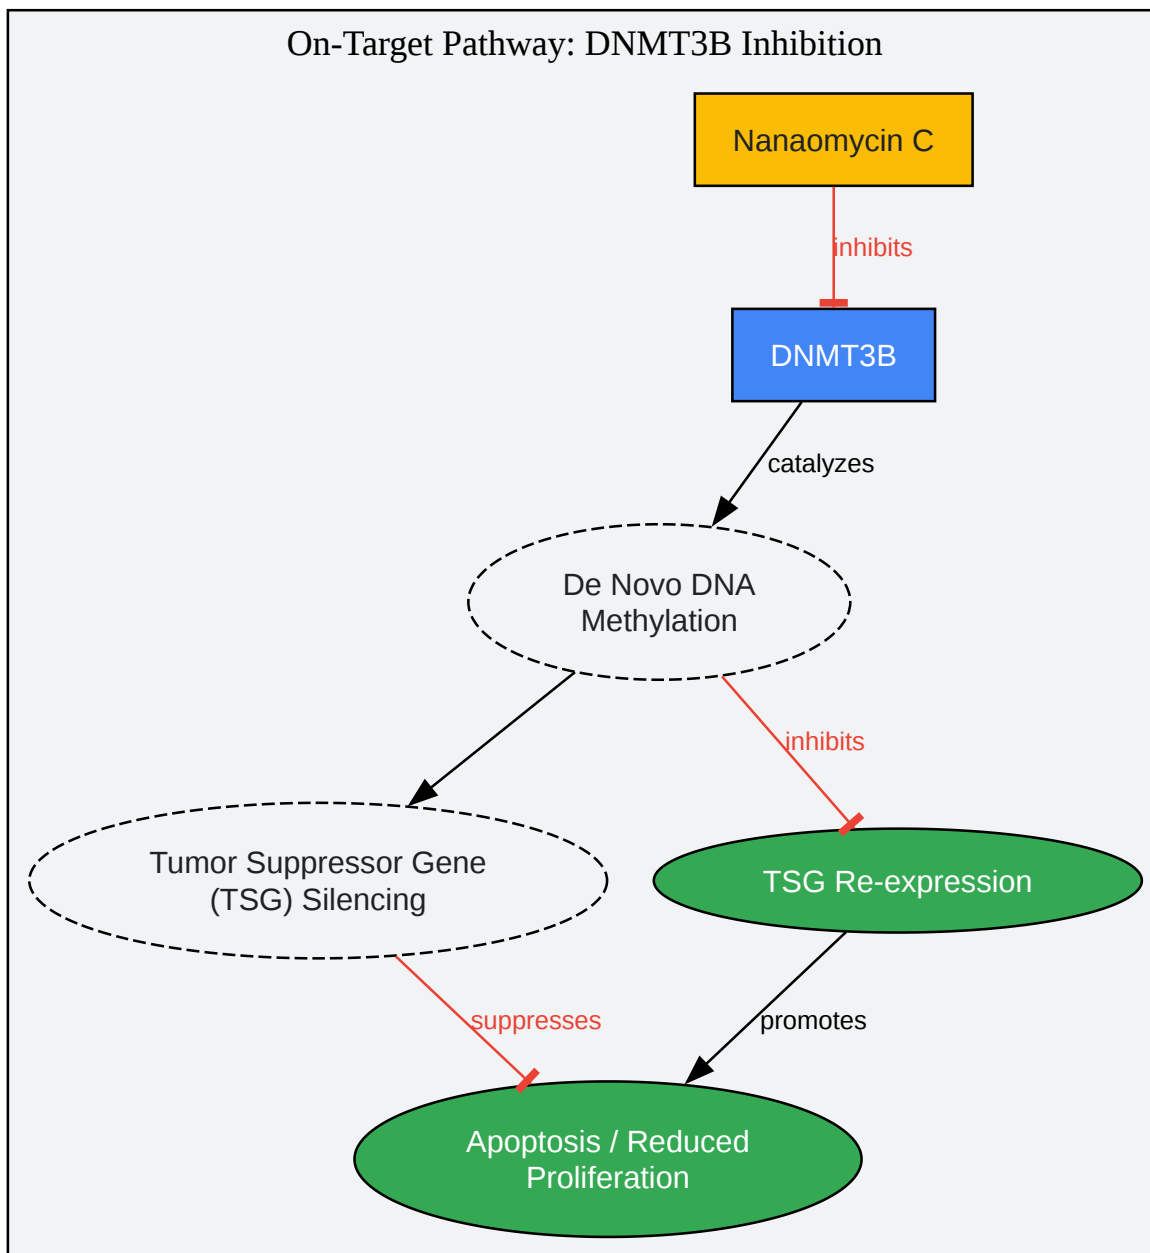 On-Target Pathway: DNMT3B Inhibition
Nanaomycin C
inhibits
DNMT3B
catalyzes
De Novo DNA
Methylation
inhibits
Tumor Suppressor Gene
(TSG) Silencing
TSG Re-expression
suppresses
promotes
Apoptosis / Reduced
Proliferation